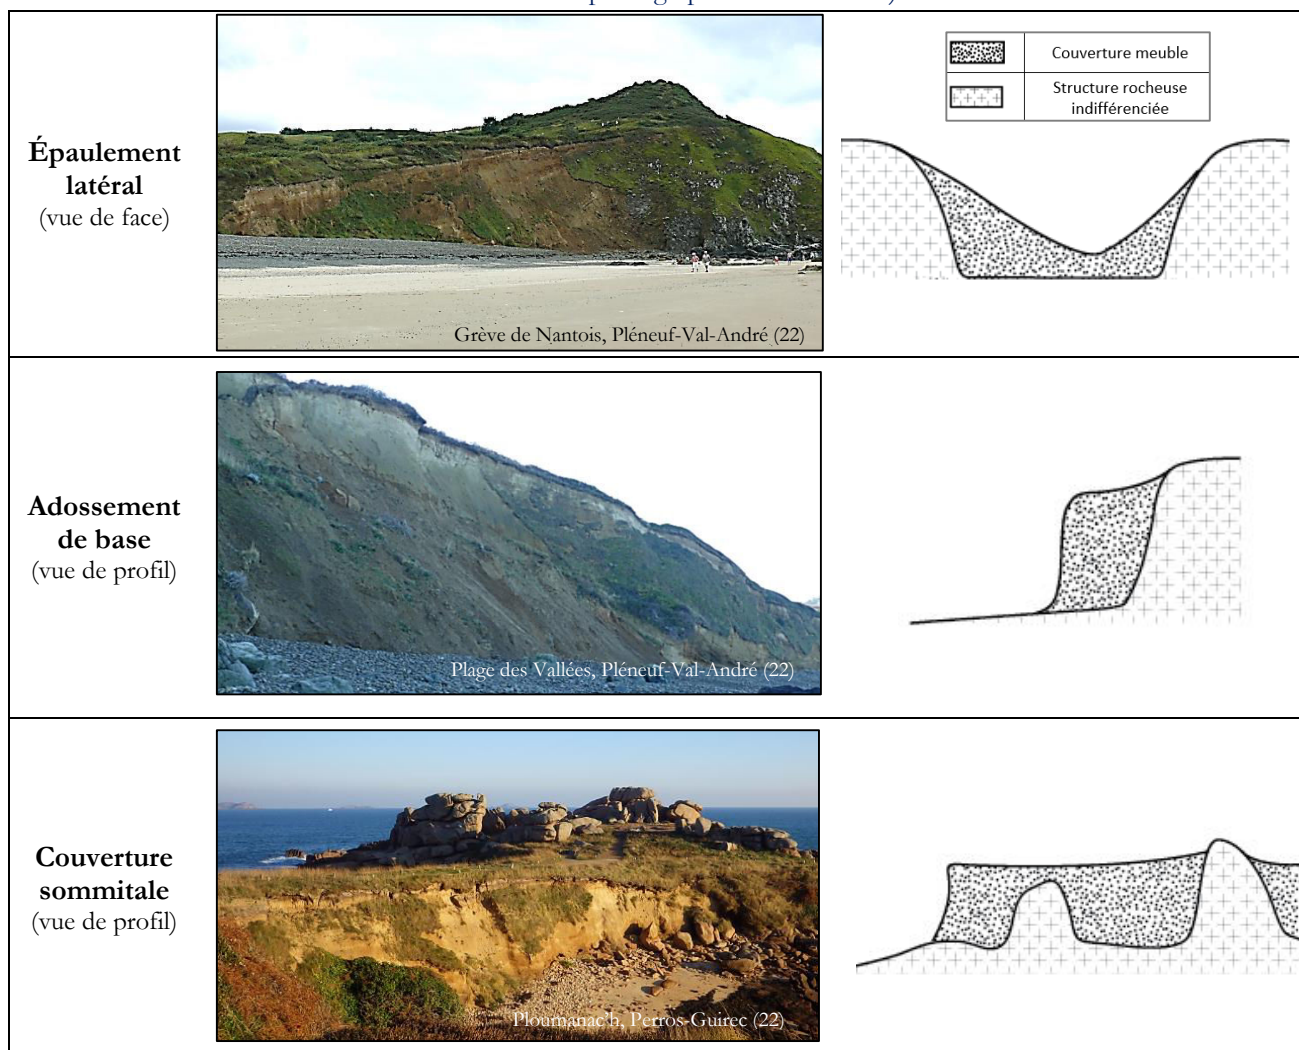 Épaulement
latéral
(vue de face)
Grève de Nantois, Pléneuf-Val-André (22)
Couverture meuble
Structure rocheuse
indifférenciée
Adossement
de base
(vue de profil)
Plage des Vallées, Pléneuf-Val-André (22)
Couverture
sommitale
(vue de profil)
Ploumanac'h, Perros-Guirec (22)